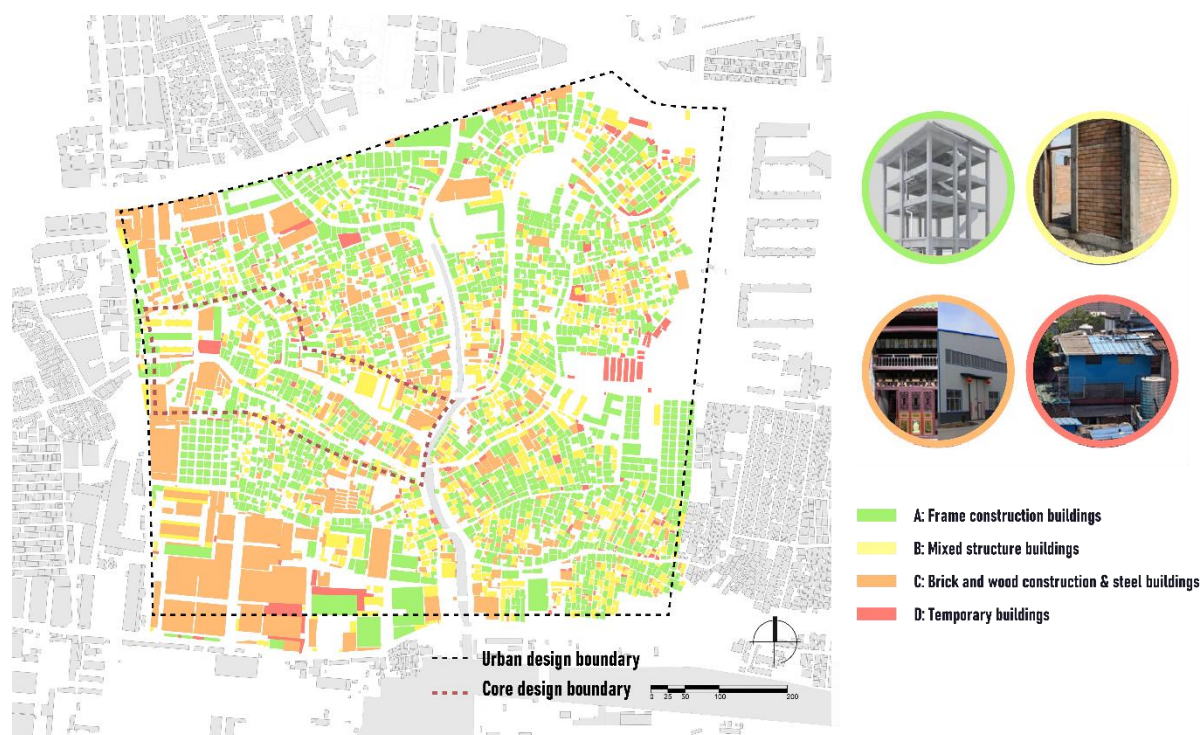 A: Frame construction buildings
B: Mixed structure buildings
C: Brick and wood construction & steel buildings
D: Temporary buildings
Urban design boundary
Core design boundary
0 25 50 100 200